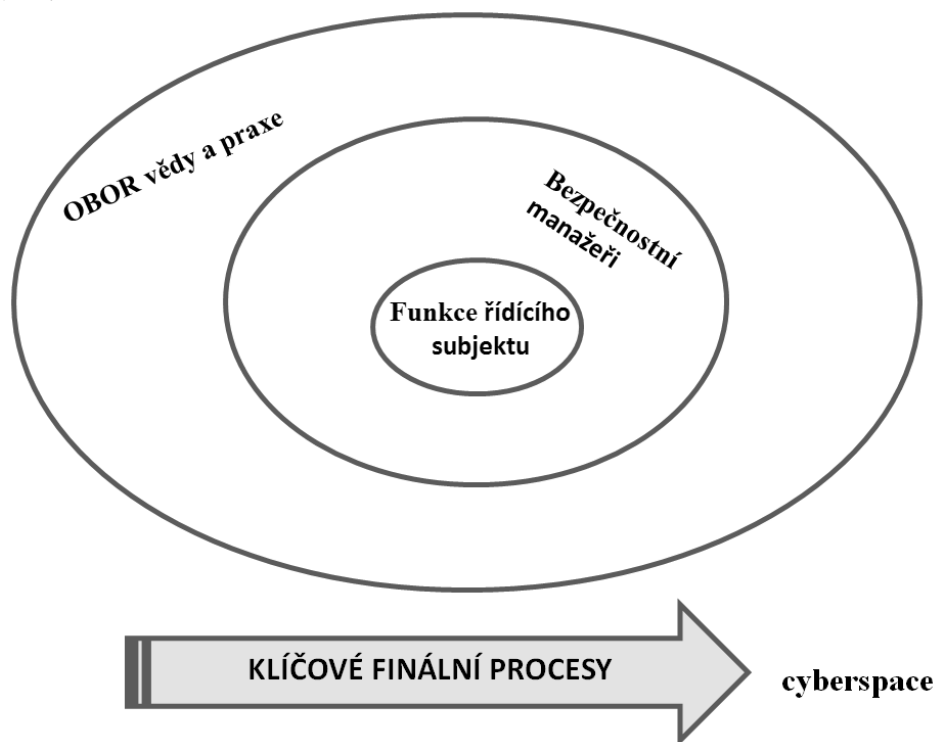 OBOR vědy a praxe
Bezpečnostní
manažeři
Funkce řídícího
subjektu
KLÍČOVÉ FINÁLNÍ PROCESY
cyberspace